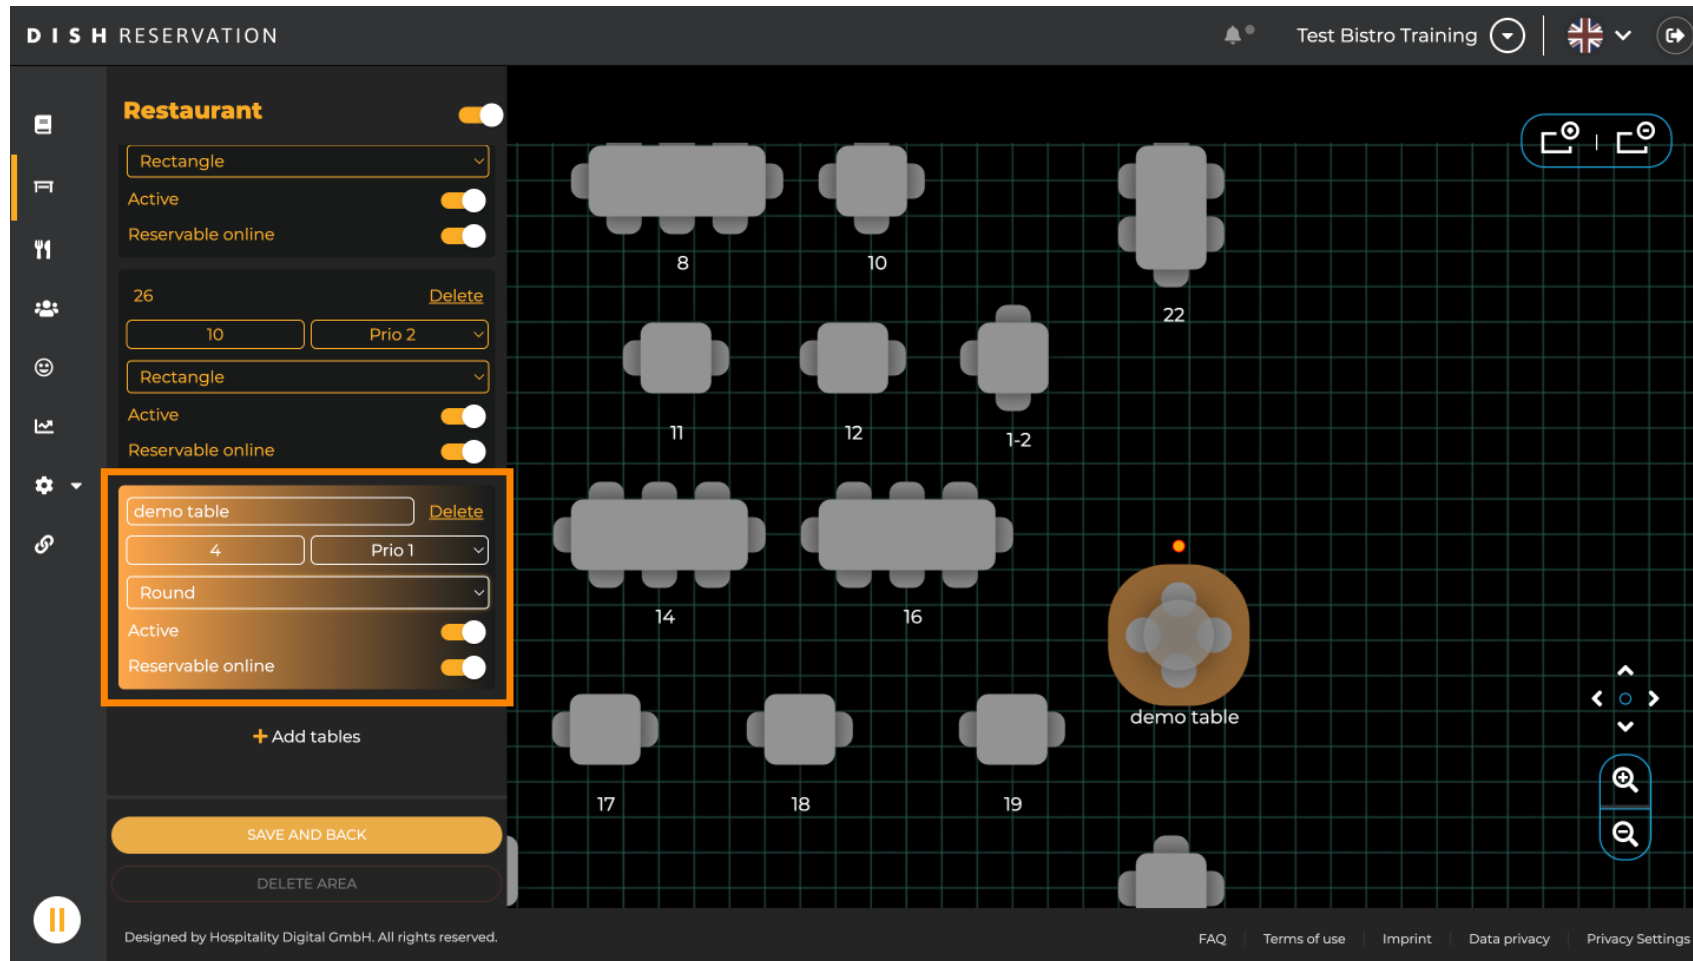 DISH RESERVATION
Test Bistro Training
Restaurant
Rectangle
Active
Reservable online
26 Delete
10 Prio 2
Rectangle
Active
Reservable online
demo table Delete
4 Prio 1
Round
Active
Reservable online
+ Add tables
SAVE AND BACK
DELETE AREA
8 10
22
11 12 1-2
14 16
demo table
17 18 19
Designed by Hospitality Digital GmbH. All rights reserved.
FAQ Terms of use Imprint Data privacy Privacy Settings